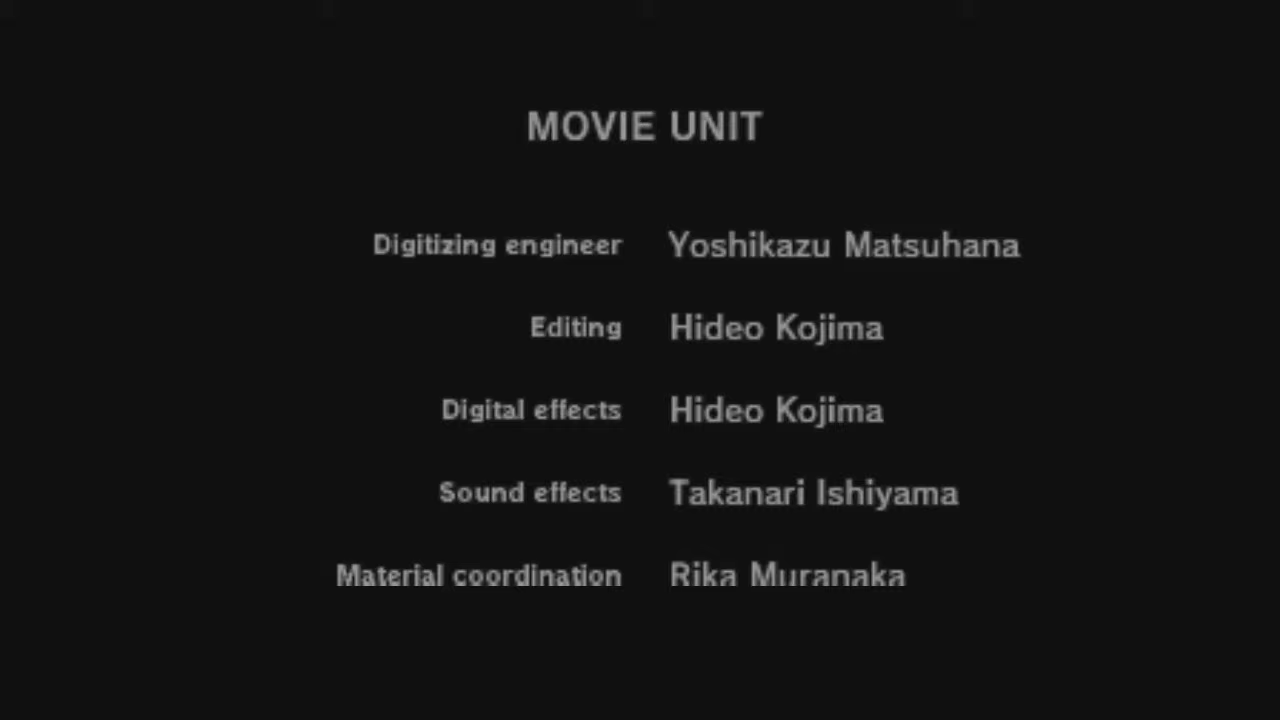 MOVIE UNIT
Digitizing engineer Yoshikazu Matsuhana
Editing Hideo Kojima
Digital effects Hideo Kojima
Sound effects Takanari Ishiyama
Material coordination Rika Muranaka